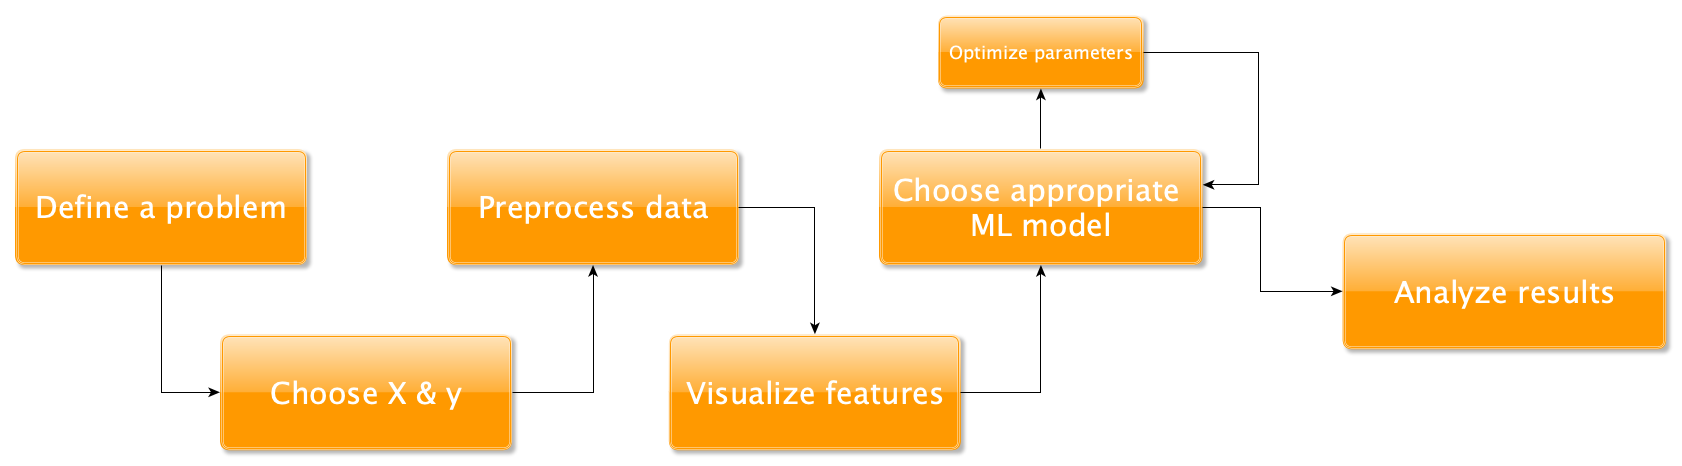 Define a problem
Choose X & y
Preprocess data
Visualize features
Choose appropriate
ML model
Optimize parameters
Analyze results